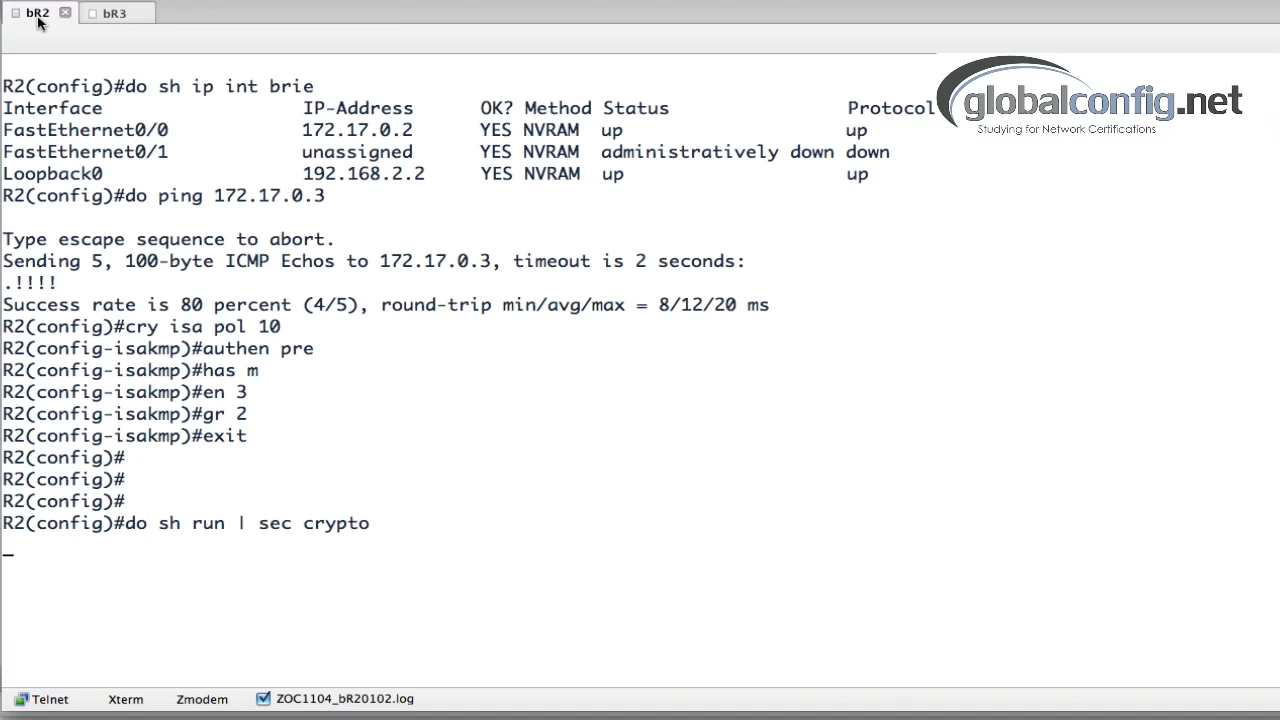 bR2
bR3
globalconfig.net
Studying for Network Certifications
R2(config)#do sh ip int brie
Interface IP-Address OK? Method Status Protocol
FastEthernet0/0 172.17.0.2 YES NVRAM up up
FastEthernet0/1 unassigned YES NVRAM administratively down down
Loopback0 192.168.2.2 YES NVRAM up up
R2(config)#do ping 172.17.0.3
Type escape sequence to abort.
Sending 5, 100-byte ICMP Echos to 172.17.0.3, timeout is 2 seconds:
.!!!!
Success rate is 80 percent (4/5), round-trip min/avg/max = 8/12/20 ms
R2(config)#cry isa pol 10
R2(config-isakmp)#authen pre
R2(config-isakmp)#has m
R2(config-isakmp)#en 3
R2(config-isakmp)#gr 2
R2(config-isakmp)#exit
R2(config)#
R2(config)#
R2(config)#
R2(config)#do sh run | sec crypto
_
Telnet Xterm Zmodem ZOC1104_bR20102.log